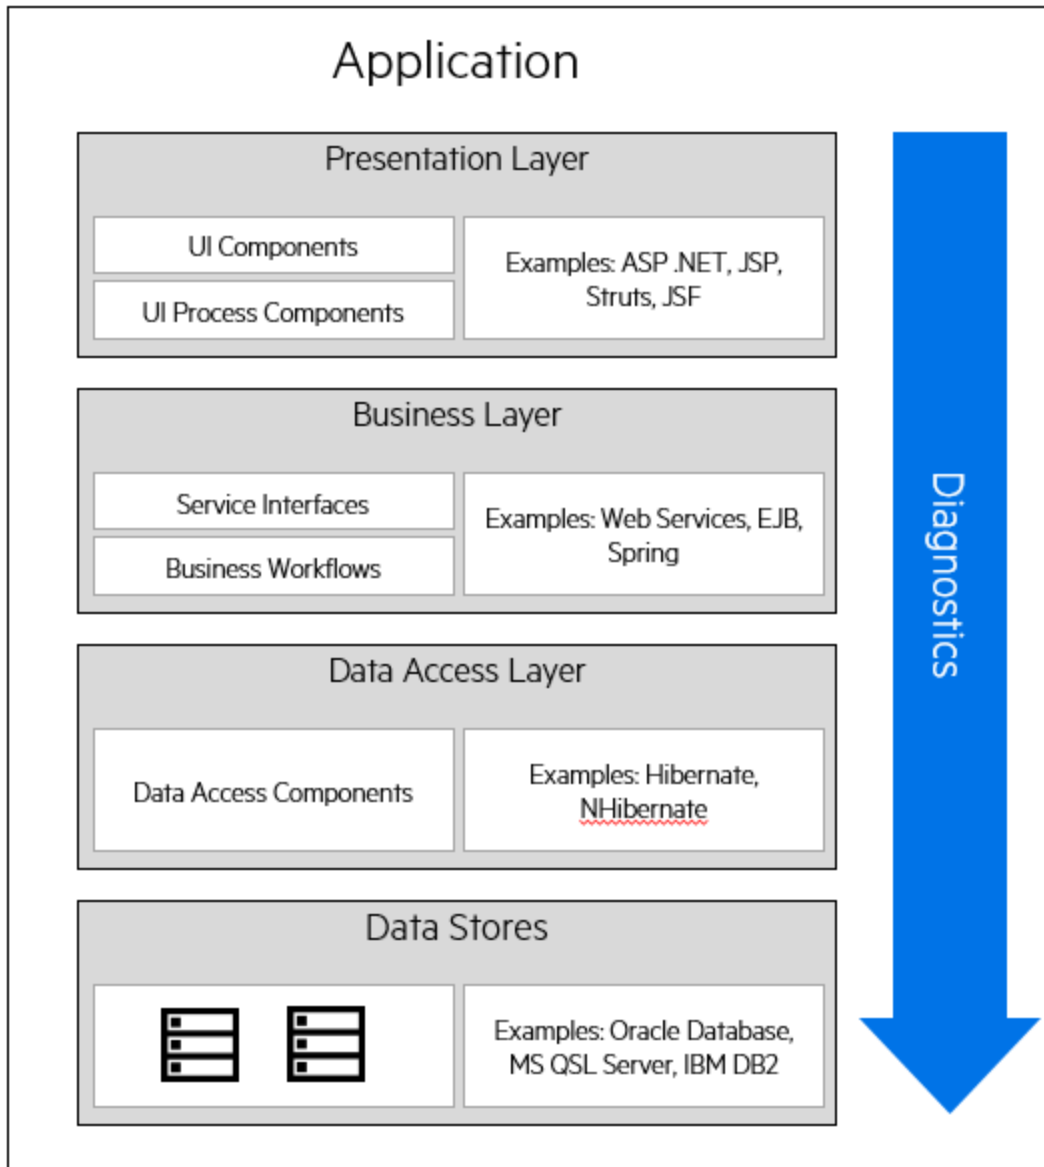 Application
Presentation Layer
UI Components
UI Process Components
Examples: ASP .NET, JSP,
Struts, JSF
Business Layer
Service Interfaces
Business Workflows
Examples: Web Services, EJB,
Spring
Data Access Layer
Data Access Components
Examples: Hibernate,
NHibernate
Data Stores
Examples: Oracle Database,
MS QSL Server, IBM DB2
Diagnostics